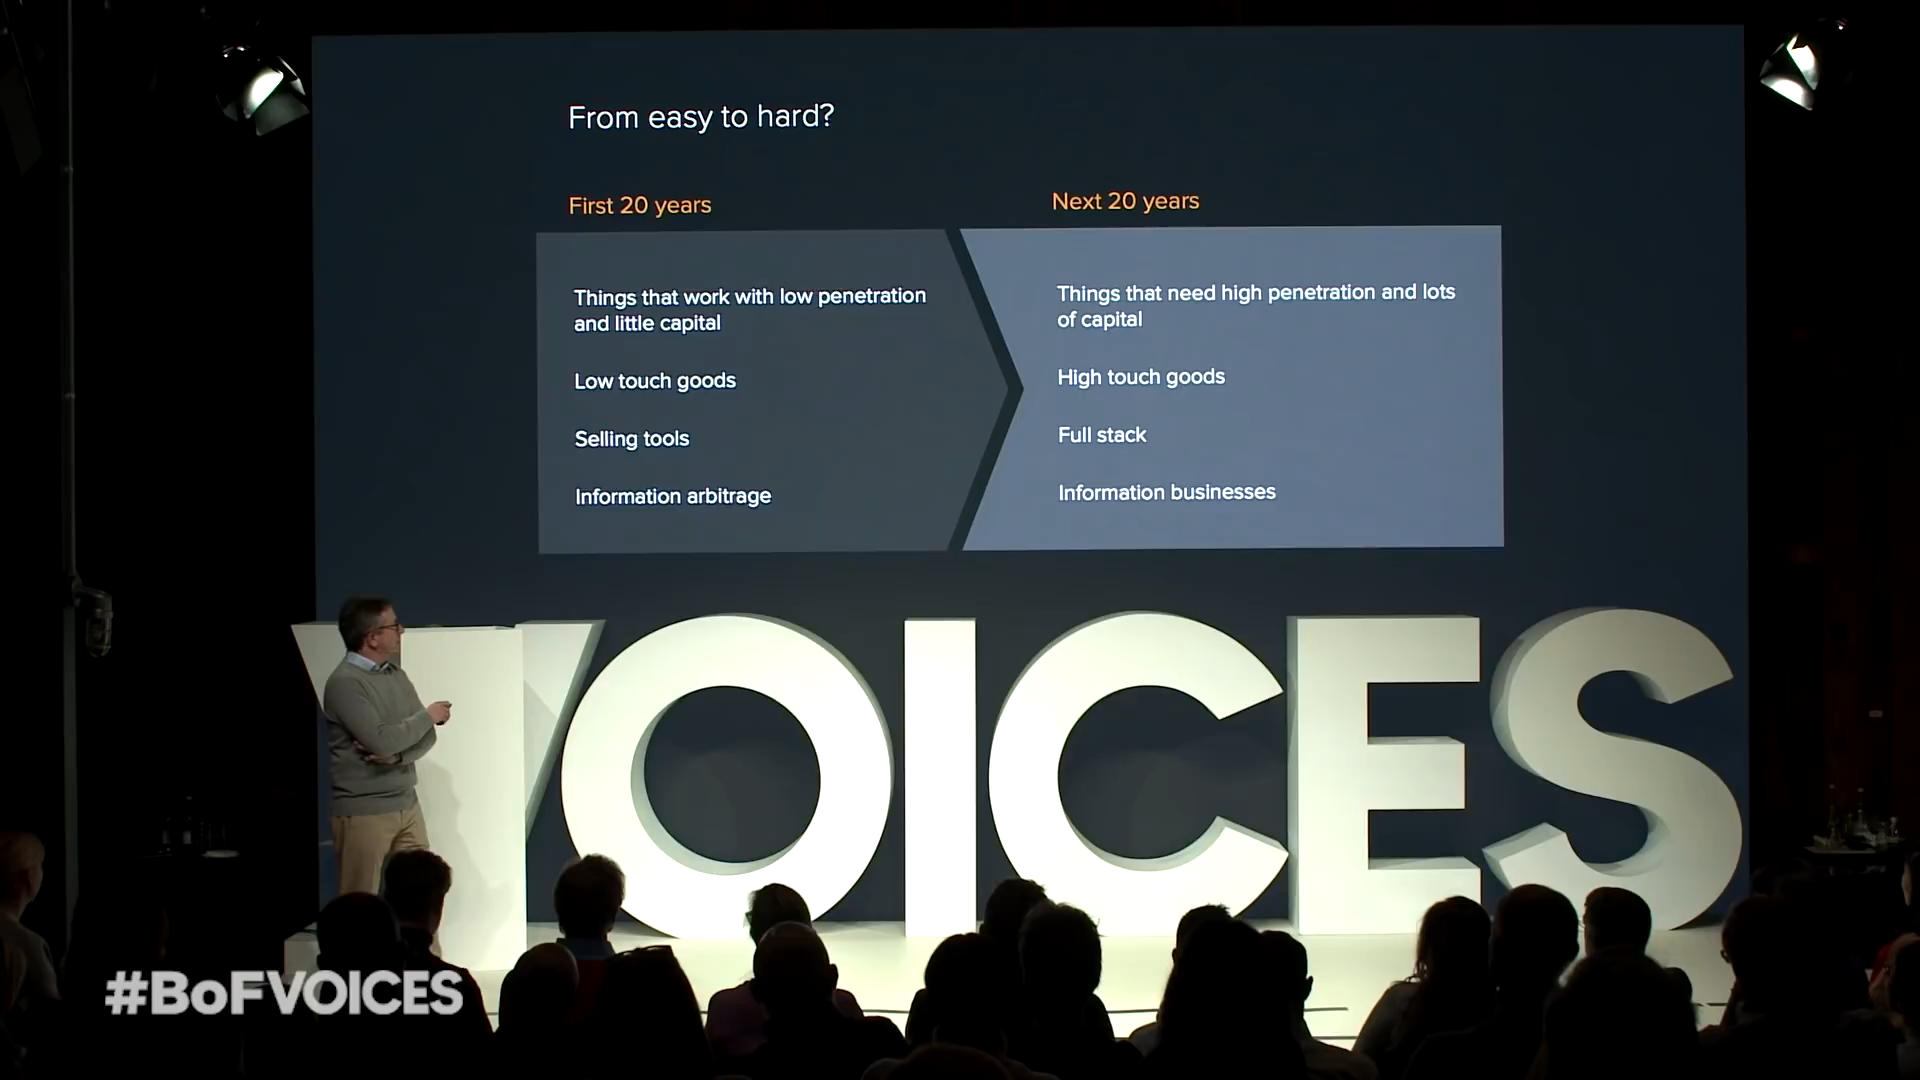 From easy to hard?
First 20 years
Next 20 years
Things that work with low penetration
and little capital
Low touch goods
Selling tools
Information arbitrage
Things that need high penetration and lots
of capital
High touch goods
Full stack
Information businesses
VOICES
#BoFVOICES